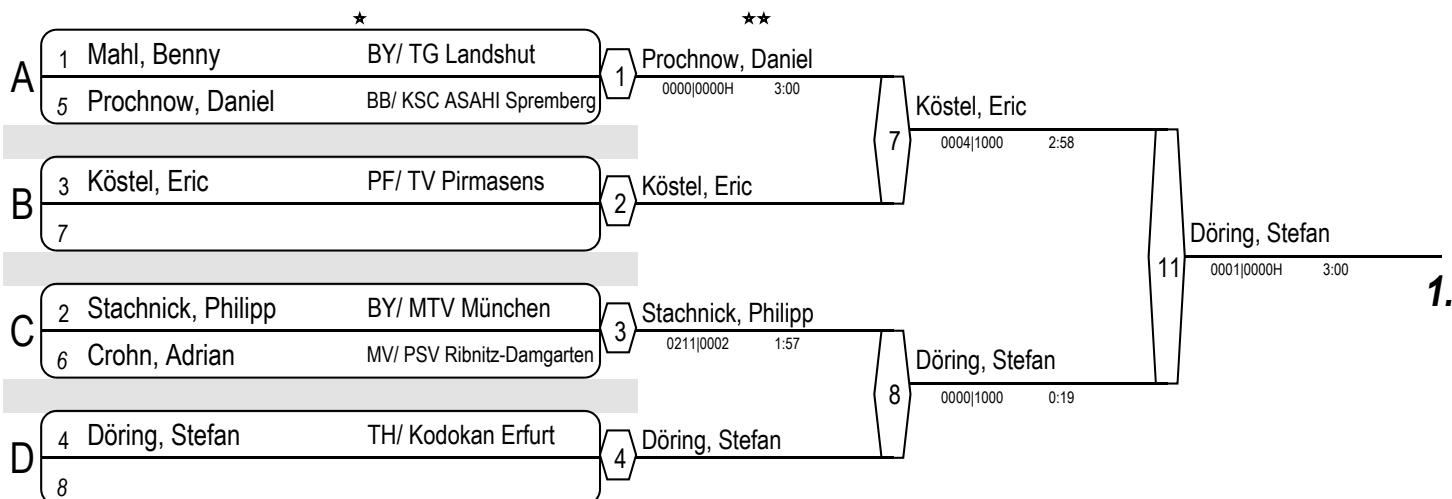 ★ ★★
A
1 Mahl, Benny BY/ TG Landshut
5 Prochnow, Daniel BB/ KSC ASAHI Spremberg
1
Prochnow, Daniel
0000|0000H 3:00
B
3 Köstel, Eric PF/ TV Pirmasens
7
2
Köstel, Eric
7
Köstel, Eric
0004|1000 2:58
C
2 Stachnick, Philipp BY/ MTV München
6 Crohn, Adrian MV/ PSV Ribnitz-Damgarten
3
Stachnick, Philipp
0211|0002 1:57
D
4 Döring, Stefan TH/ Kodokan Erfurt
8
4
Döring, Stefan
8
Döring, Stefan
0000|1000 0:19
11
Döring, Stefan
0001|0000H 3:00
1.